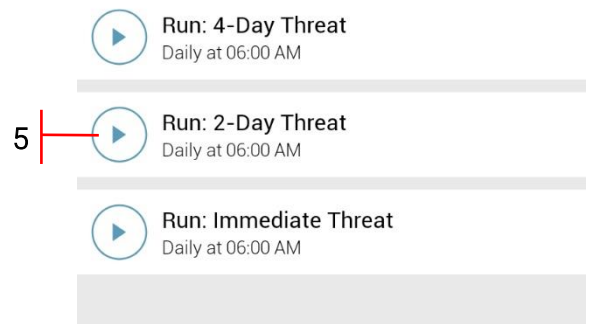 Run: 4-Day Threat
Daily at 06:00 AM
5
Run: 2-Day Threat
Daily at 06:00 AM
Run: Immediate Threat
Daily at 06:00 AM